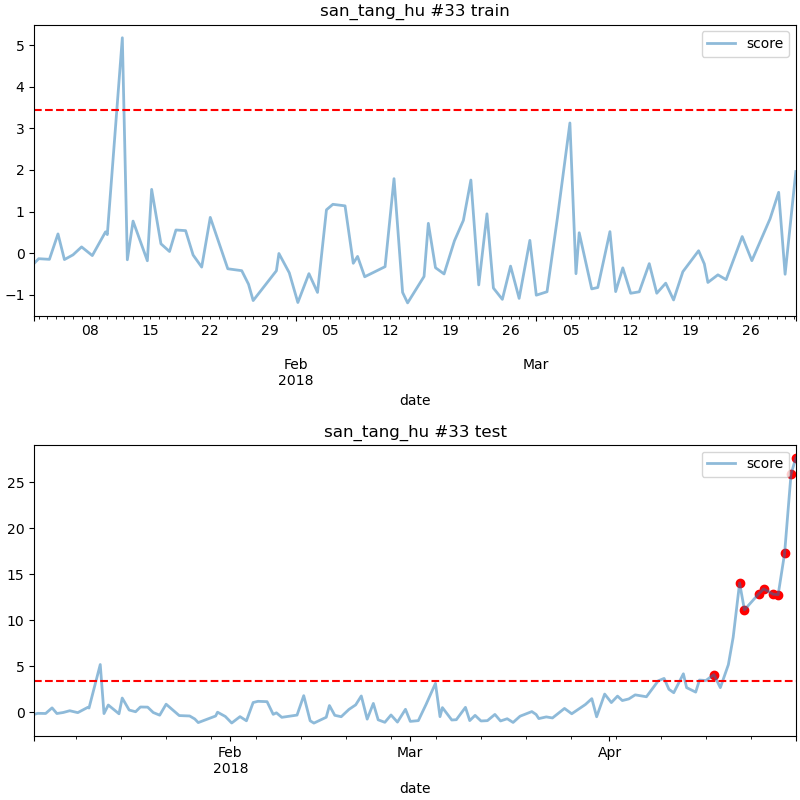 san_tang_hu #33 train
score
5
4
3
2
1
0
−1
08 15 22 29 05 12 19 26 05 12 19 26
Feb Mar
2018
date
san_tang_hu #33 test
score
25
20
15
10
5
0
Feb Mar Apr
2018
date